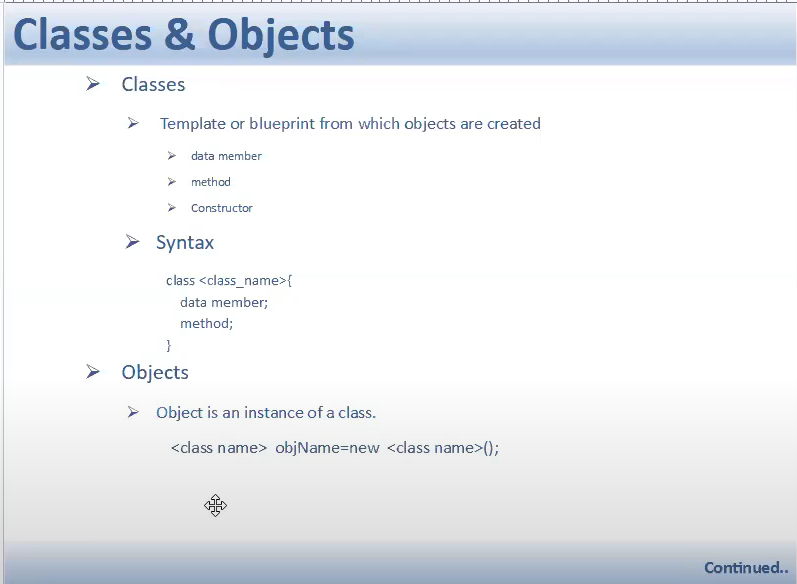 Classes & Objects
Classes
Template or blueprint from which objects are created
data member
method
Constructor
Syntax
class <class_name>{
data member;
method;
}
Objects
Object is an instance of a class.
<class name> objName=new <class name>();
Continued..